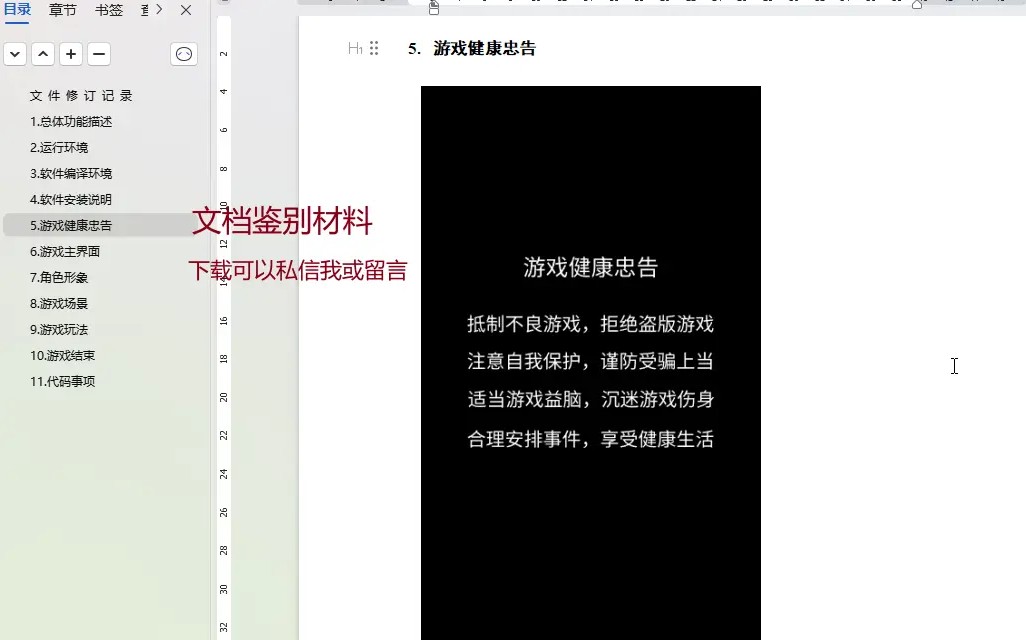 目录 章节 书签
文件修订记录
1.总体功能描述
2.运行环境
3.软件编译环境
4.软件安装说明
5.游戏健康忠告
6.游戏主界面
7.角色形象
8.游戏场景
9.游戏玩法
10.游戏结束
11.代码事项
文档鉴别材料
下载可以私信我或留言
2
4
6
8
10
12
14
16
18
20
22
24
26
28
30
32
H1
5. 游戏健康忠告
游戏健康忠告
抵制不良游戏，拒绝盗版游戏
注意自我保护，谨防受骗上当
适当游戏益脑，沉迷游戏伤身
合理安排事件，享受健康生活